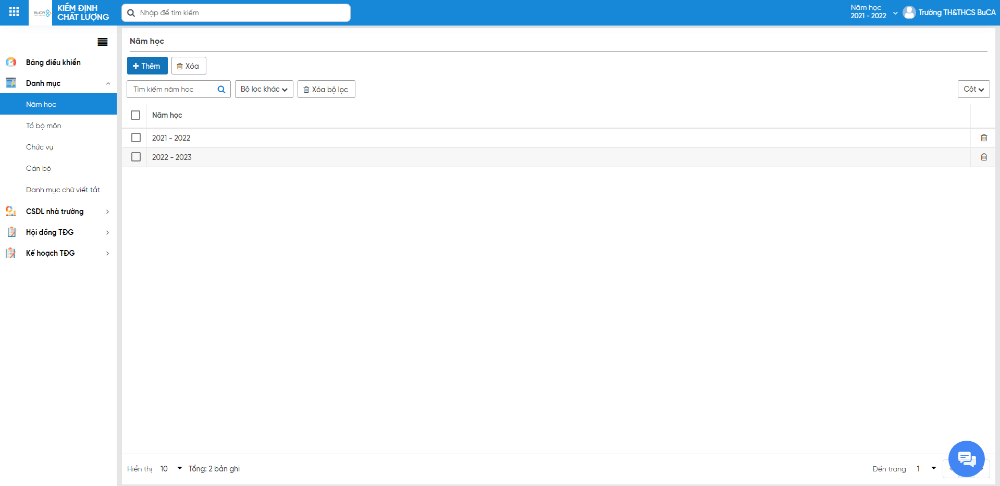 BUCA
KIỂM ĐỊNH
CHẤT LƯỢNG
Nhập để tìm kiếm
Năm học
2021 - 2022
Trường TH&THCS BuCA
Bảng điều khiển
Danh mục
Năm học
Tổ bộ môn
Chức vụ
Cán bộ
Danh mục chữ viết tắt
CSDL nhà trường
Hội đồng TĐG
Kế hoạch TĐG
Năm học
Thêm
Xóa
Tìm kiếm năm học
Bộ lọc khác
Xóa bộ lọc
Cột
Năm học
2021 - 2022
2022 - 2023
Hiển thị 10 Tổng: 2 bản ghi
Đến trang 1